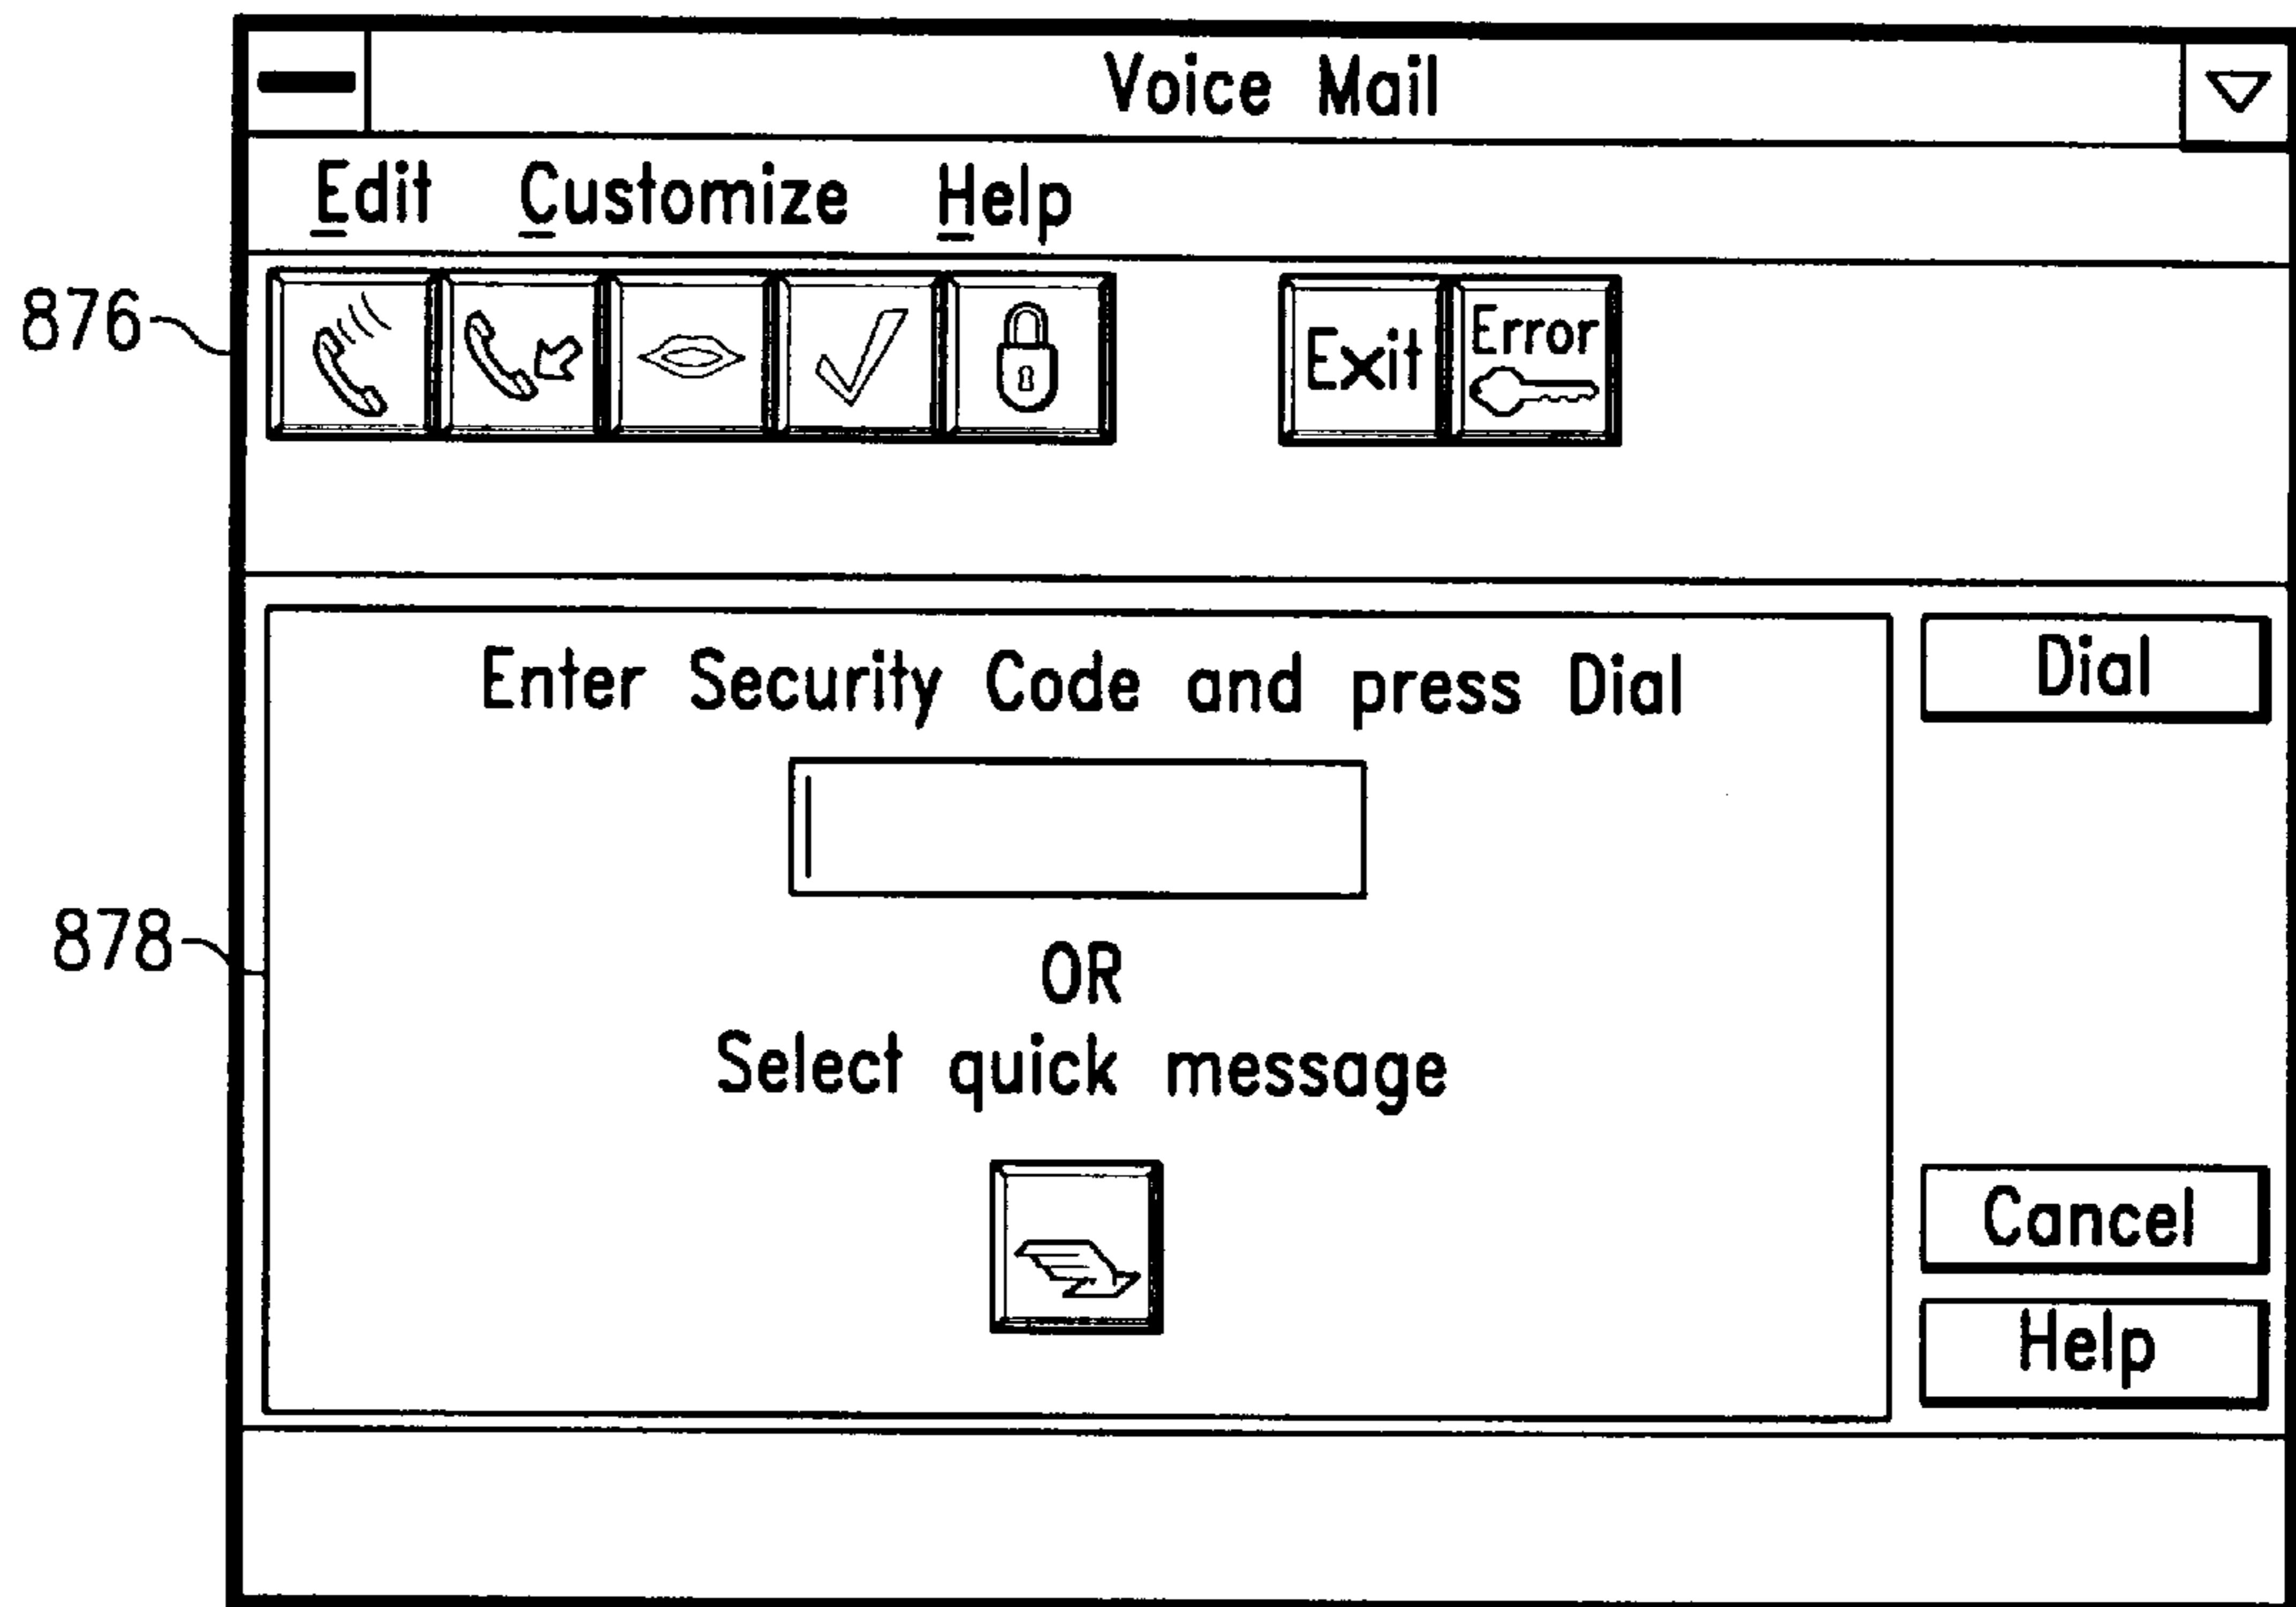 Voice Mail
Edit Customize Help
876
Exit Error
Enter Security Code and press Dial
Dial
878
OR
Select quick message
Cancel
Help